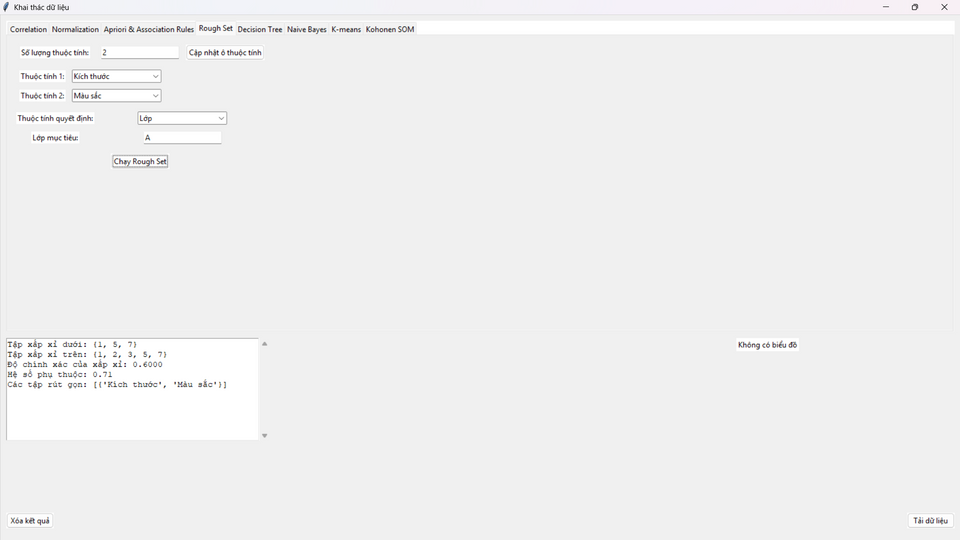 Khai thác dữ liệu
Correlation Normalization Apriori & Association Rules Rough Set Decision Tree Naive Bayes K-means Kohonen SOM
Số lượng thuộc tính: 2 Cập nhật ô thuộc tính
Thuộc tính 1: Kích thước
Thuộc tính 2: Màu sắc
Thuộc tính quyết định: Lớp
Lớp mục tiêu: A
Chạy Rough Set
Tập xấp xỉ dưới: {1, 5, 7}
Tập xấp xỉ trên: {1, 2, 3, 5, 7}
Độ chính xác của xấp xỉ: 0.6000
Hệ số phụ thuộc: 0.71
Các tập rút gọn: [{'Kích thước', 'Màu sắc'}]
Không có biểu đồ
Xóa kết quả
Tải dữ liệu